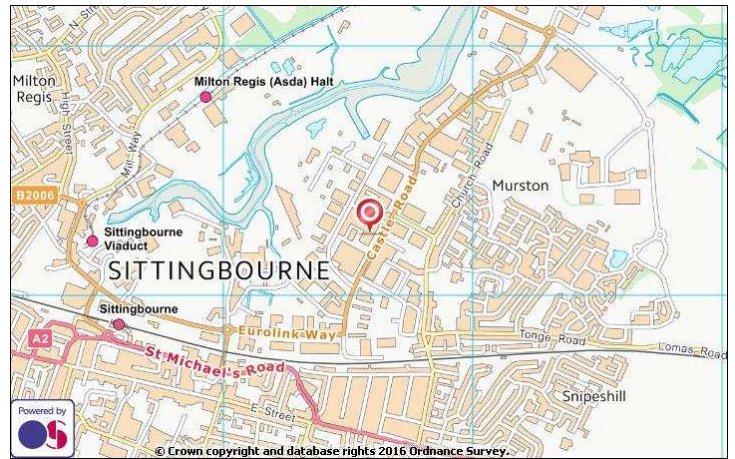 N. Street
Milton
Regis
High Street
Milton Regis (Asda) Halt
Mill Way
B2006
Castle Road
Church Road
Murston
Sittingbourne
Viaduct
SITTINGBOURNE
Sittingbourne
A2
Eurolink Way
St Michael's Road
Tonge Road
Lomas Road
E Street
Snipeshill
Powered by
OS
© Crown copyright and database rights 2016 Ordnance Survey.